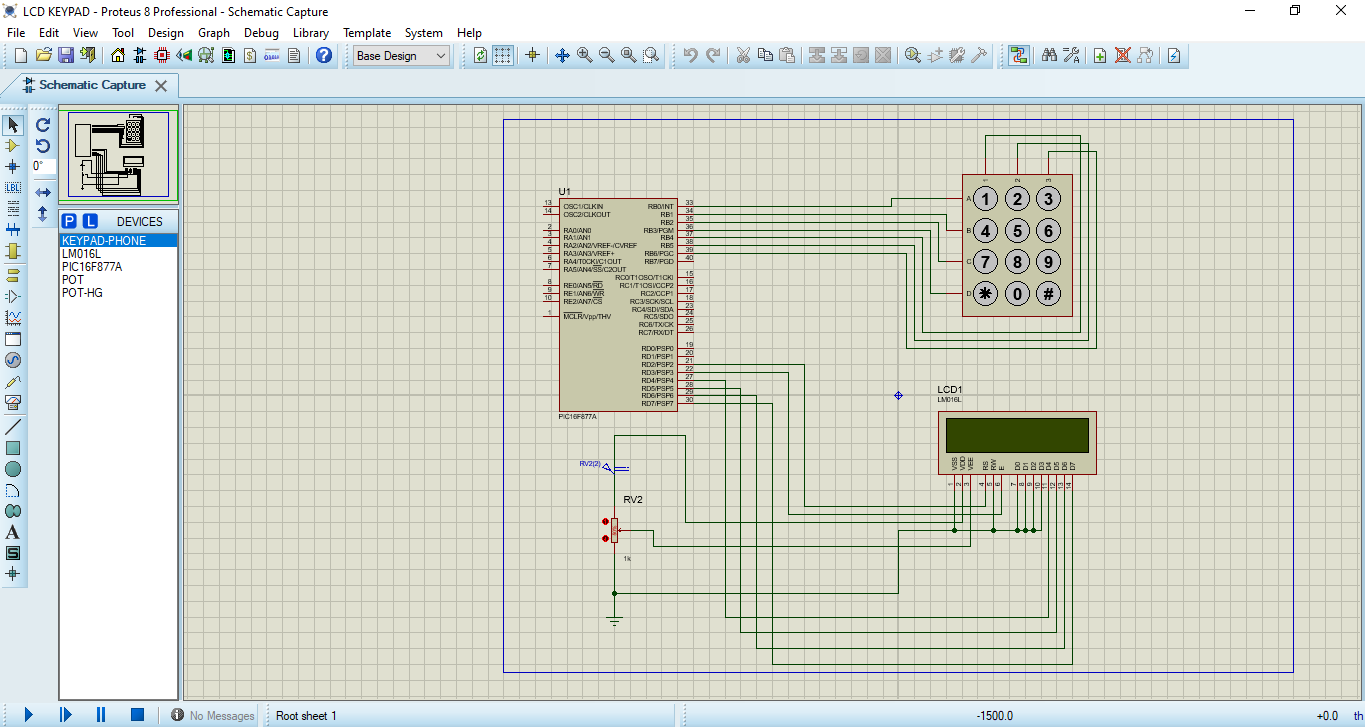 LCD KEYPAD - Proteus 8 Professional - Schematic Capture
File Edit View Tool Design Graph Debug Library Template System Help
Base Design
Schematic Capture
0°
P L DEVICES
KEYPAD-PHONE
LM016L
PIC16F877A
POT
POT-HG
LBL
A
S
U1
13 OSC1/CLKIN RB0/INT 33
14 OSC2/CLKOUT RB1 34
RB2 35
2 RA0/AN0 RB3/PGM 36
3 RA1/AN1 RB4 37
4 RA2/AN2/VREF-/CVREF RB5 38
5 RA3/AN3/VREF+ RB6/PGC 39
6 RA4/T0CKI/C1OUT RB7/PGD 40
7 RA5/AN4/SS/C2OUT
RC0/T1OSO/T1CKI 15
8 RE0/AN5/RD RC1/T1OSI/CCP2 16
9 RE1/AN6/WR RC2/CCP1 17
10 RE2/AN7/CS RC3/SCK/SCL 18
RC4/SDI/SDA 23
1 MCLR/Vpp/THV RC5/SDO 24
RC6/TX/CK 25
RC7/RX/DT 26
RD0/PSP0 19
RD1/PSP1 20
RD2/PSP2 21
RD3/PSP3 22
RD4/PSP4 27
RD5/PSP5 28
RD6/PSP6 29
RD7/PSP7 30
PIC16F877A
1 2 3
A 1 2 3
B 4 5 6
C 7 8 9
D * 0 #
LCD1
LM016L
VSS VDD VEE RS RW E D0 D1 D2 D3 D4 D5 D6 D7
1 2 3 4 5 6 7 8 9 10 11 12 13 14
RV2(2)
RV2
1k
No Messages
Root sheet 1
-1500.0
+0.0
th